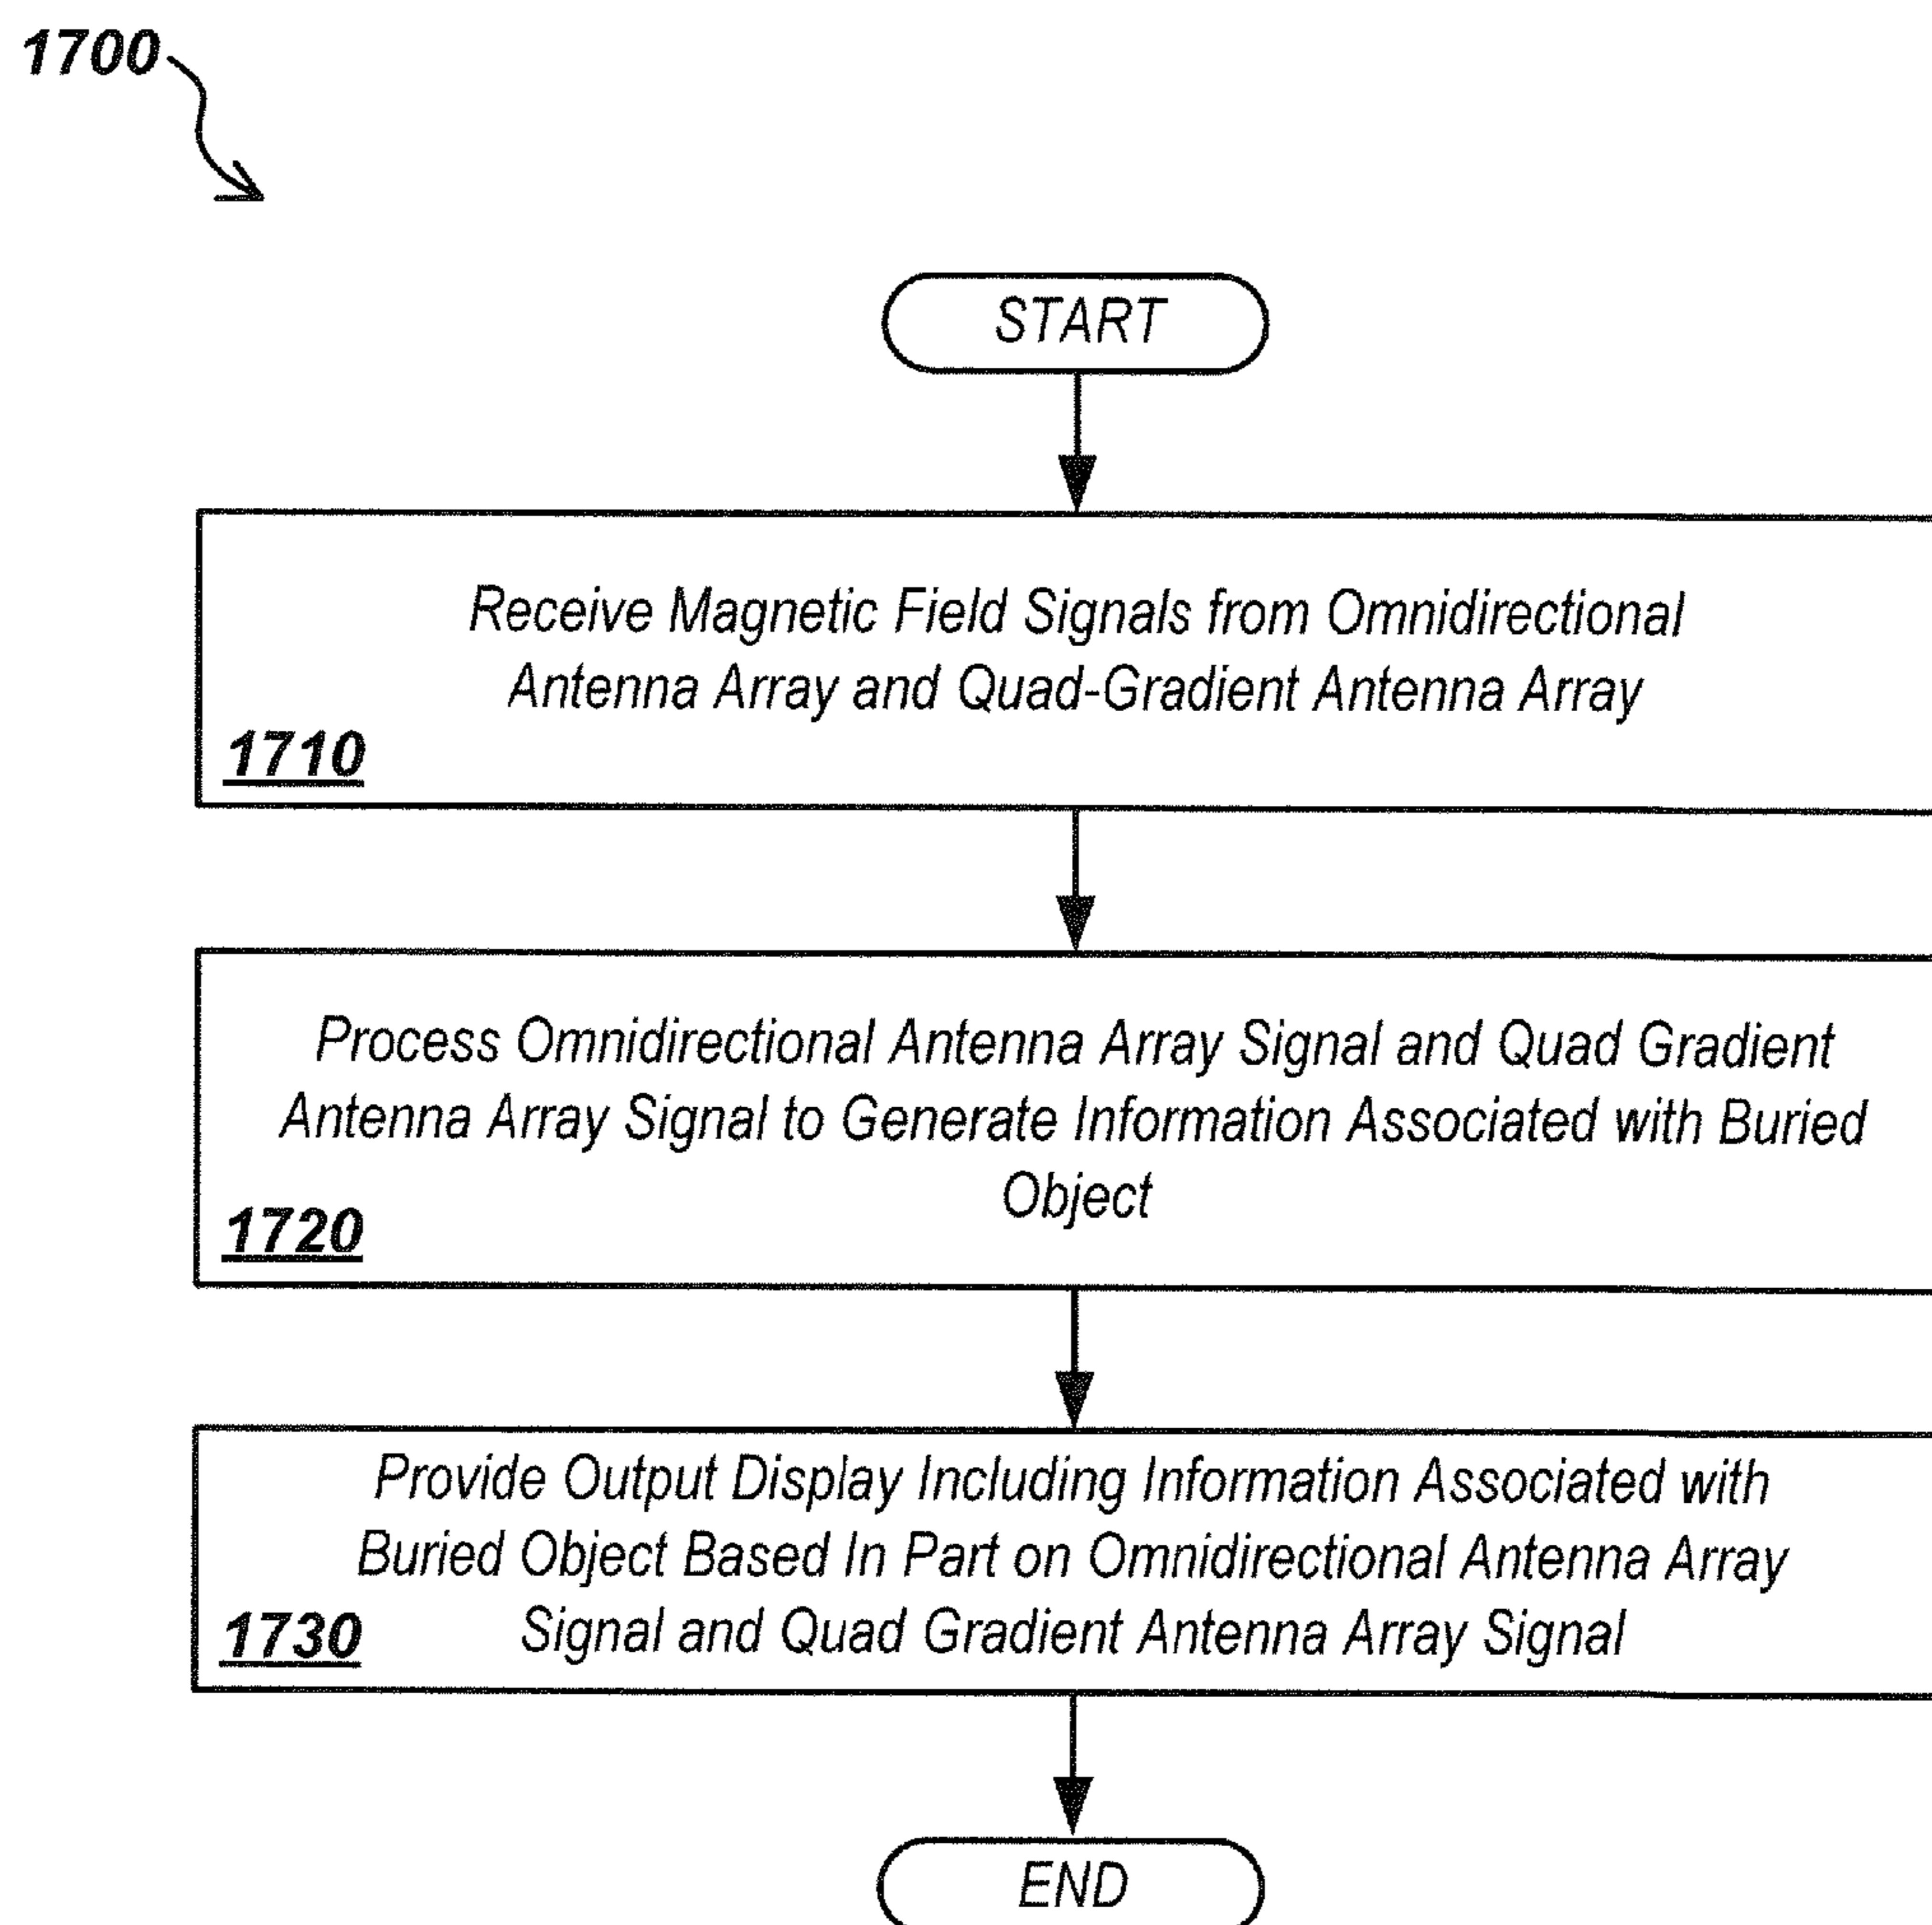 1700
START
Receive Magnetic Field Signals from Omnidirectional
Antenna Array and Quad-Gradient Antenna Array
1710
Process Omnidirectional Antenna Array Signal and Quad Gradient
Antenna Array Signal to Generate Information Associated with Buried
Object
1720
Provide Output Display Including Information Associated with
Buried Object Based In Part on Omnidirectional Antenna Array
Signal and Quad Gradient Antenna Array Signal
1730
END